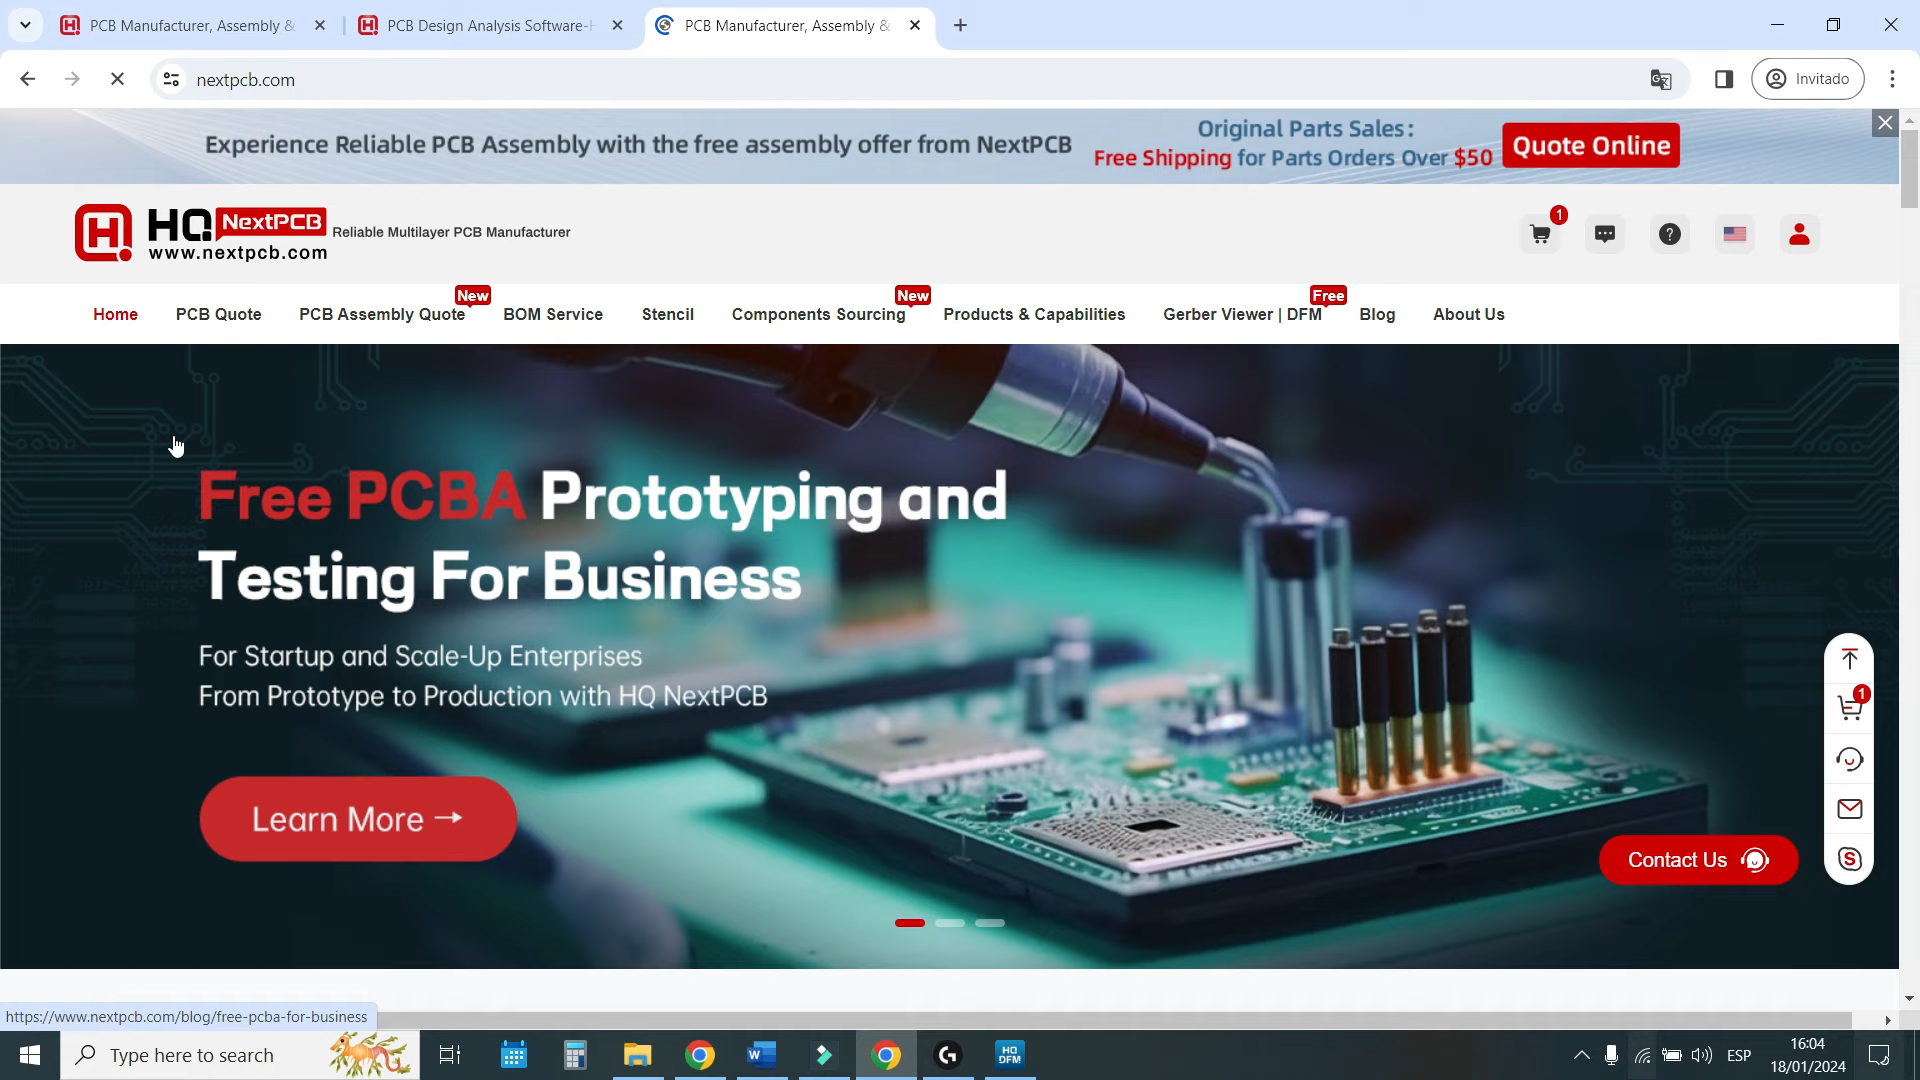 PCB Manufacturer, Assembly &
PCB Design Analysis Software-H
PCB Manufacturer, Assembly &
nextpcb.com
Invitado
Experience Reliable PCB Assembly with the free assembly offer from NextPCB
Original Parts Sales:
Free Shipping for Parts Orders Over $50
Quote Online
HQ NextPCB
www.nextpcb.com
Reliable Multilayer PCB Manufacturer
1
New
New
Free
Home
PCB Quote
PCB Assembly Quote
BOM Service
Stencil
Components Sourcing
Products & Capabilities
Gerber Viewer | DFM
Blog
About Us
Free PCBA Prototyping and
Testing For Business
For Startup and Scale-Up Enterprises
From Prototype to Production with HQ NextPCB
Learn More →
1
Contact Us
https://www.nextpcb.com/blog/free-pcba-for-business
Type here to search
HQ
DFM
ESP
16:04
18/01/2024